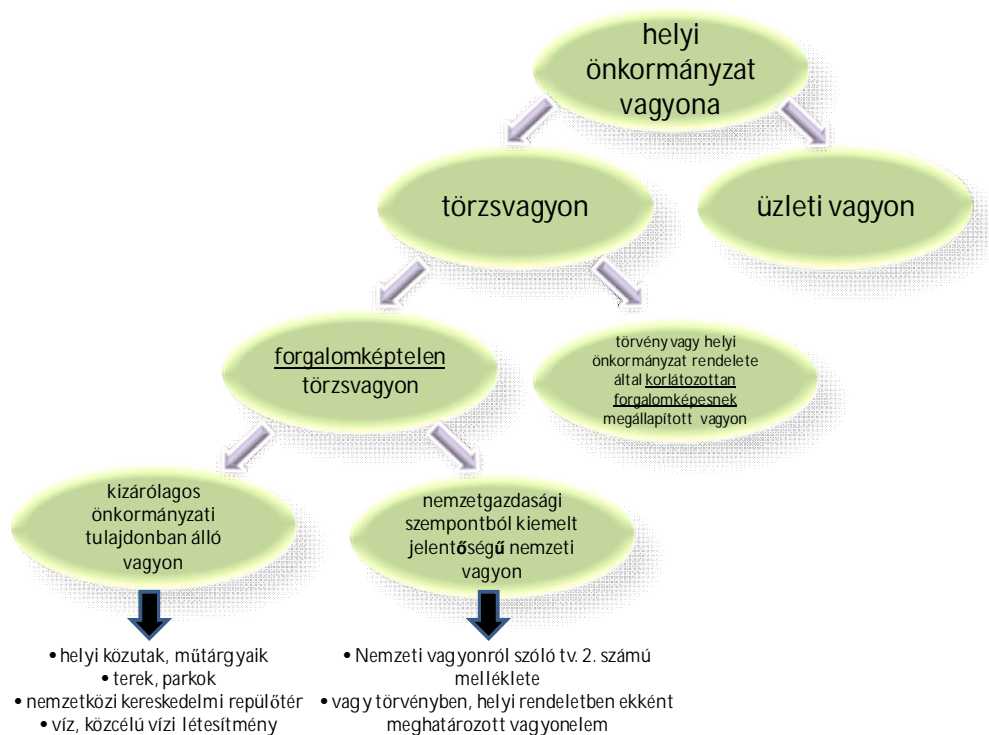 helyi
önkormányzat
vagyona
törzsvagyon
üzleti vagyon
forgalomképtelen
törzsvagyon
törvény vagy helyi
önkormányzat rendelete
által korlátozottan
forgalomképesnek
megállapított vagyon
kizárólagos
önkormányzati
tulajdonban álló
vagyon
nemzetgazdasági
szempontból kiemelt
jelentőségű nemzeti
vagyon
• helyi közutak, műtárgyaik
• terek, parkok
• nemzetközi kereskedelmi repülőtér
• víz, közcélú vízi létesítmény
• Nemzeti vagyonról szóló tv. 2. számú
melléklete
• vagy törvényben, helyi rendeletben ekként
meghatározott vagyonelem